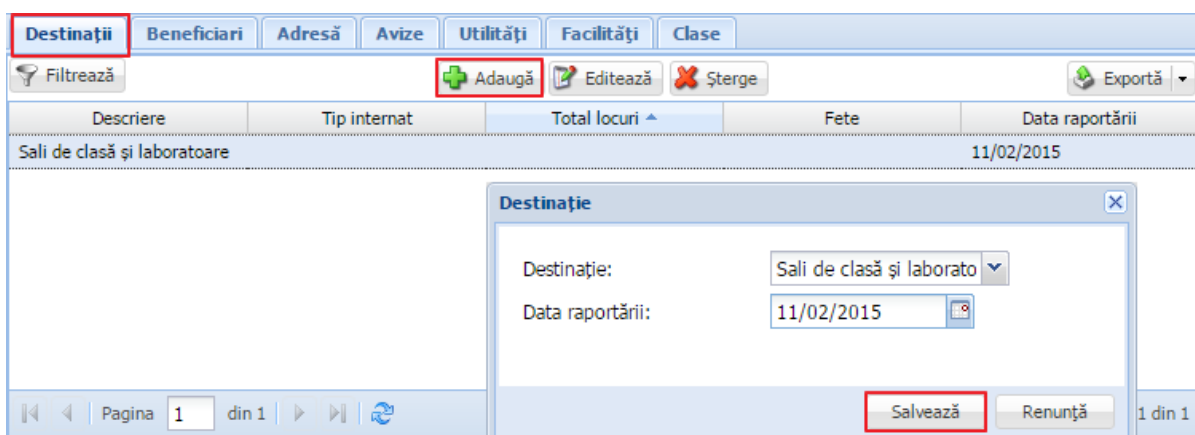 Destinații Beneficiari Adresă Avize Utilități Facilităţi Clase
Filtrează Adaugă Editează Şterge Exportă
Descriere Tip internat Total locuri Fete Data raportării
Sali de clasă și laboratoare 11/02/2015
Destinație
Destinație: Sali de clasă și laborato
Data raportării: 11/02/2015
Salvează Renunță
Pagina 1 din 1 1 din 1